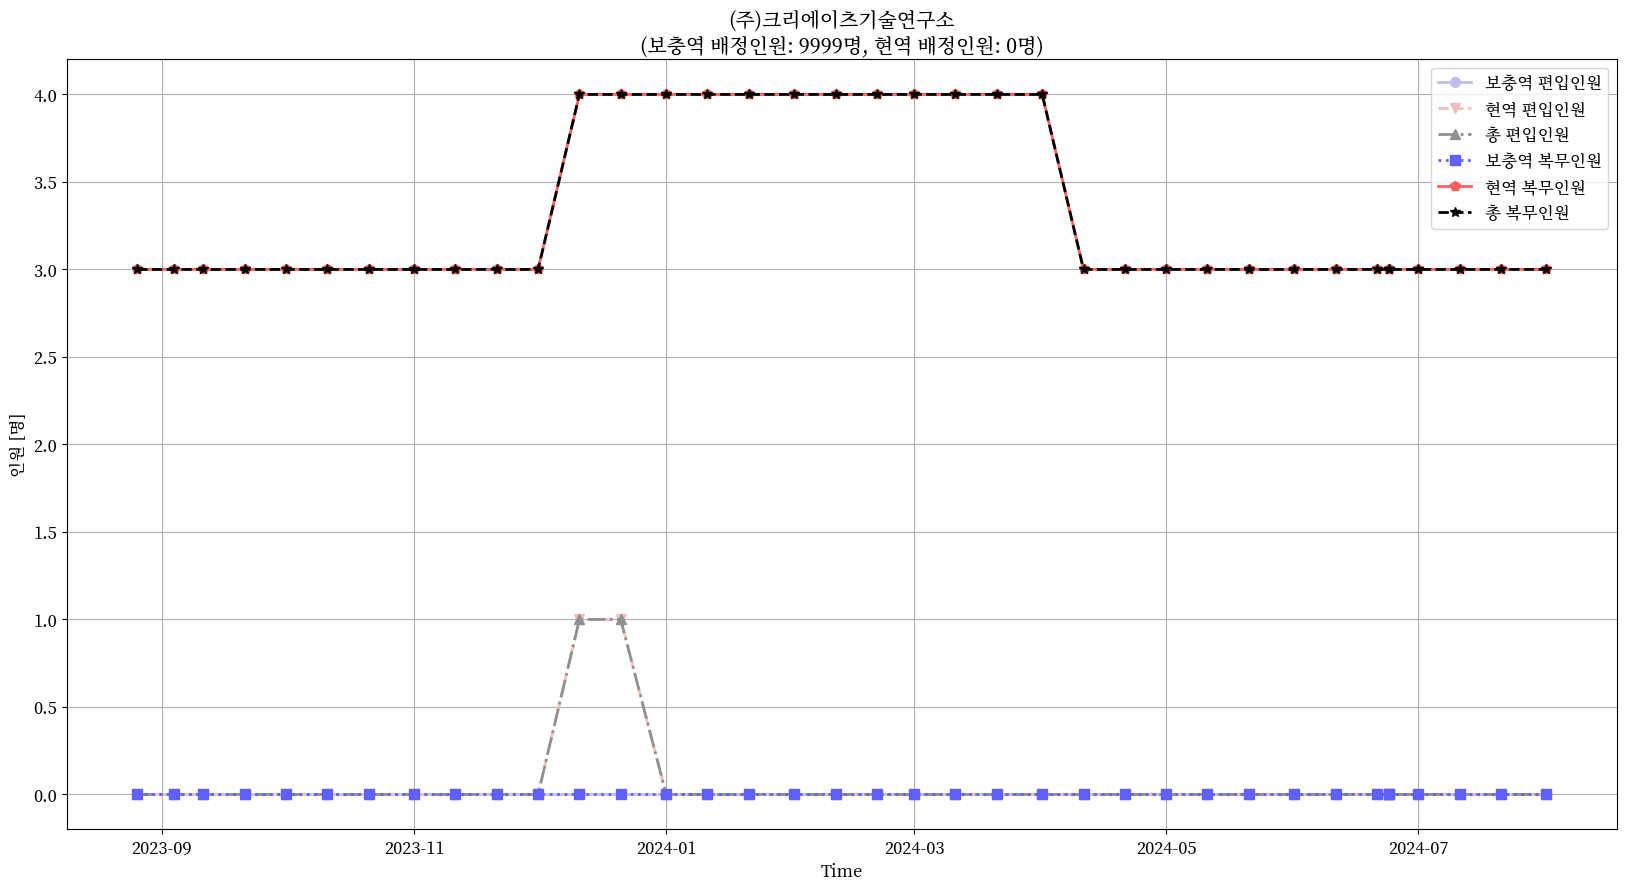 (주)크리에이츠기술연구소
(보충역 배정인원: 9999명, 현역 배정인원: 0명)
4.0
3.5
3.0
2.5
2.0
1.5
1.0
0.5
0.0
인원 [명]
보충역 편입인원
현역 편입인원
총 편입인원
보충역 복무인원
현역 복무인원
총 복무인원
2023-09
2023-11
2024-01
2024-03
2024-05
2024-07
Time